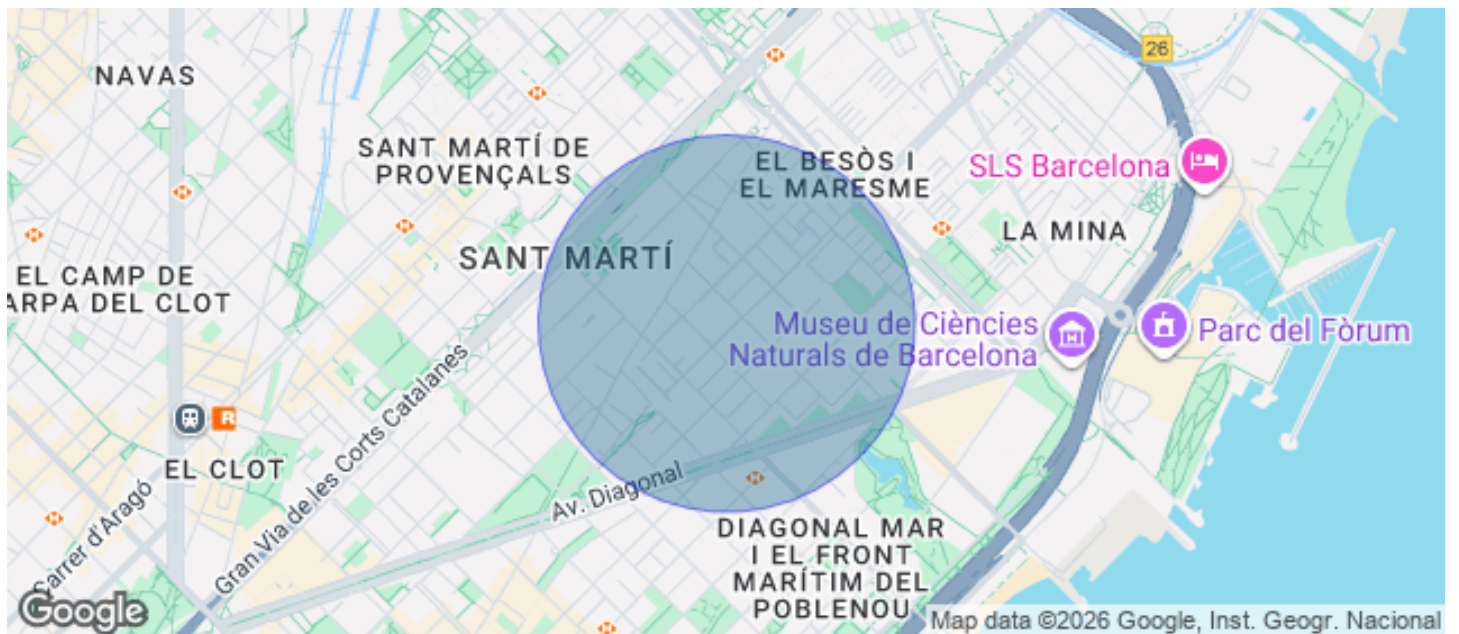 26
NAVAS
SANT MARTÍ DE
PROVENÇALS
EL BESÒS I
EL MARESME
SLS Barcelona
LA MINA
SANT MARTÍ
EL CAMP DE
ARPA DEL CLOT
Museu de Ciències
Naturals de Barcelona
Parc del Fòrum
R
EL CLOT
Carrer d'Aragó
Gran Via de les Corts Catalanes
Av. Diagonal
DIAGONAL MAR
I EL FRONT
MARÍTIM DEL
POBLENOU
Google
Map data ©2026 Google, Inst. Geogr. Nacional